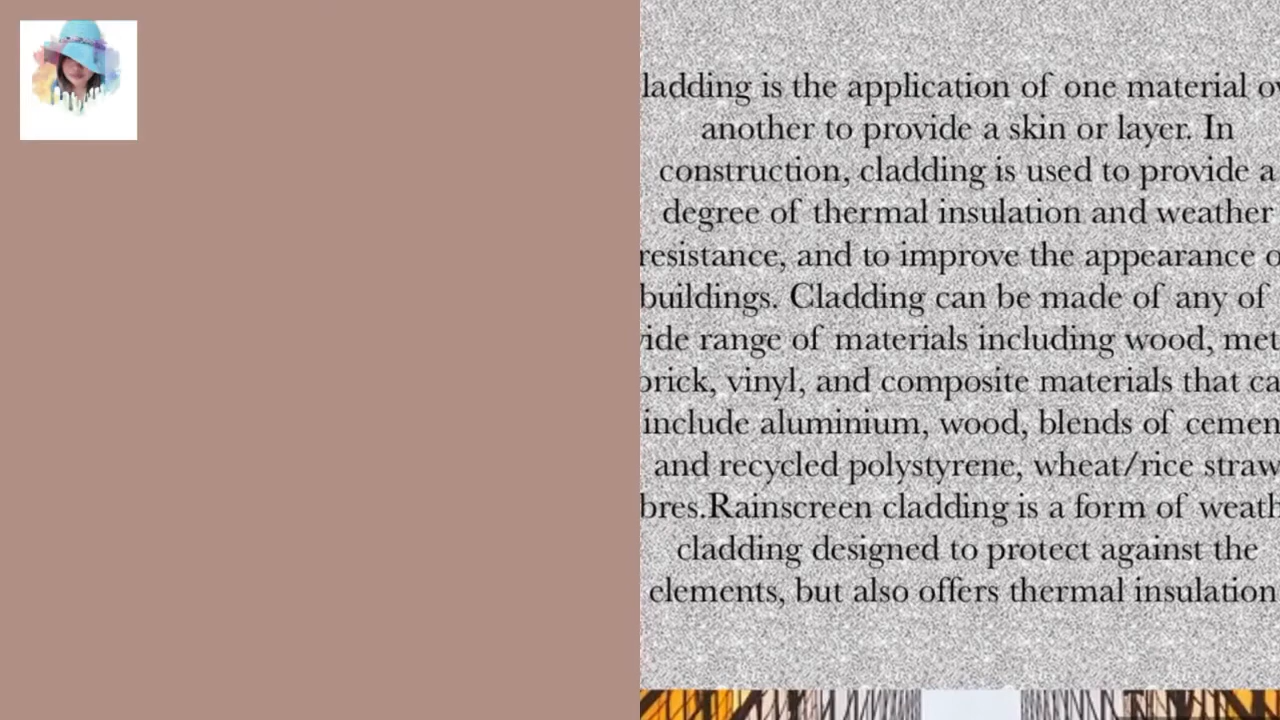 ladding is the application of one material ov
another to provide a skin or layer. In
construction, cladding is used to provide a
degree of thermal insulation and weather
resistance, and to improve the appearance o
buildings. Cladding can be made of any of
ide range of materials including wood, met
brick, vinyl, and composite materials that ca
include aluminium, wood, blends of cemen
and recycled polystyrene, wheat/rice straw
bres.Rainscreen cladding is a form of weath
cladding designed to protect against the
elements, but also offers thermal insulation